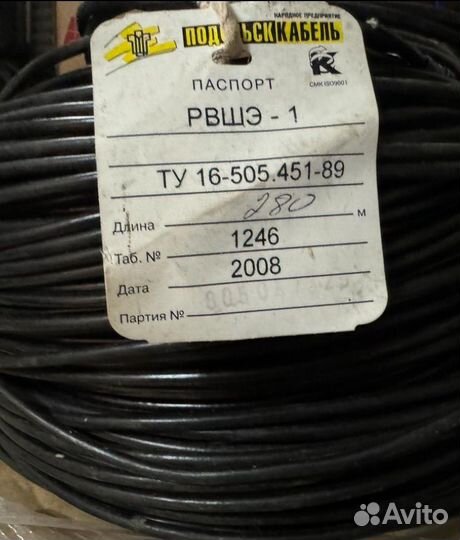 НАРОДНОЕ ПРЕДПРИЯТИЕ
ПОДОЛЬСККАБЕЛЬ
ПАСПОРТ
СМК ISO9001
РВШЭ - 1
ТУ 16-505.451-89
Длина 280 м
Таб. № 1246
Дата 2008
Партия №
Avito